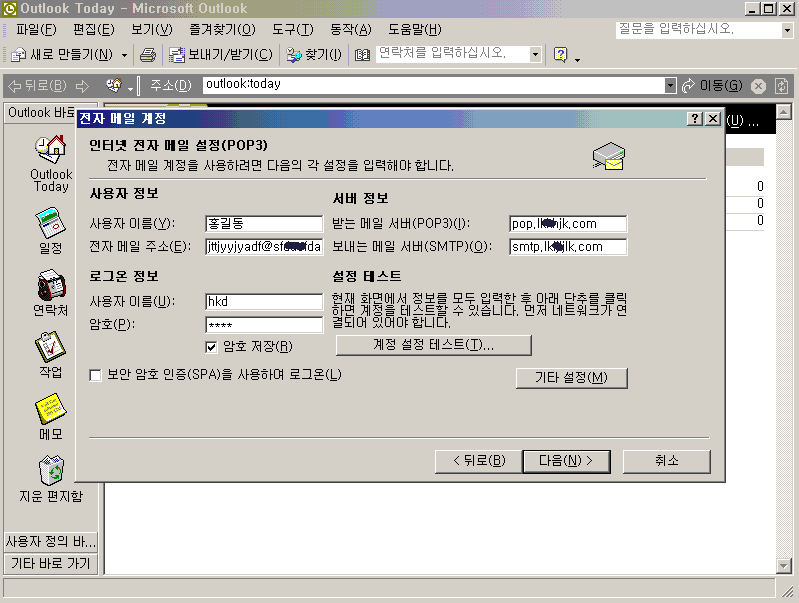 Outlook Today - Microsoft Outlook
파일(F) 편집(E) 보기(V) 즐겨찾기(O) 도구(T) 동작(A) 도움말(H) 질문을 입력하십시오.
새로 만들기(N) 보내기/받기(C) 찾기(I) 연락처를 입력하십시오.
뒤로(B) 주소(D) outlook:today 이동(G)
Outlook 바로
(U) ...
전자 메일 계정
인터넷 전자 메일 설정(POP3)
전자 메일 계정을 사용하려면 다음의 각 설정을 입력해야 합니다.
Outlook Today
일정
연락처
작업
메모
지운 편지함
사용자 정의 바...
기타 바로 가기
0
0
0
사용자 정보
사용자 이름(Y): 홍길동
전자 메일 주소(E):
서버 정보
받는 메일 서버(POP3)(I):
보내는 메일 서버(SMTP)(O):
로그온 정보
사용자 이름(U): hkd
암호(P): ****
암호 저장(R)
보안 암호 인증(SPA)을 사용하여 로그온(L)
설정 테스트
현재 화면에서 정보를 모두 입력한 후 아래 단추를 클릭
하면 계정을 테스트할 수 있습니다. 먼저 네트워크가 연
결되어 있어야 합니다.
계정 설정 테스트(T)...
기타 설정(M)
< 뒤로(B) 다음(N) > 취소